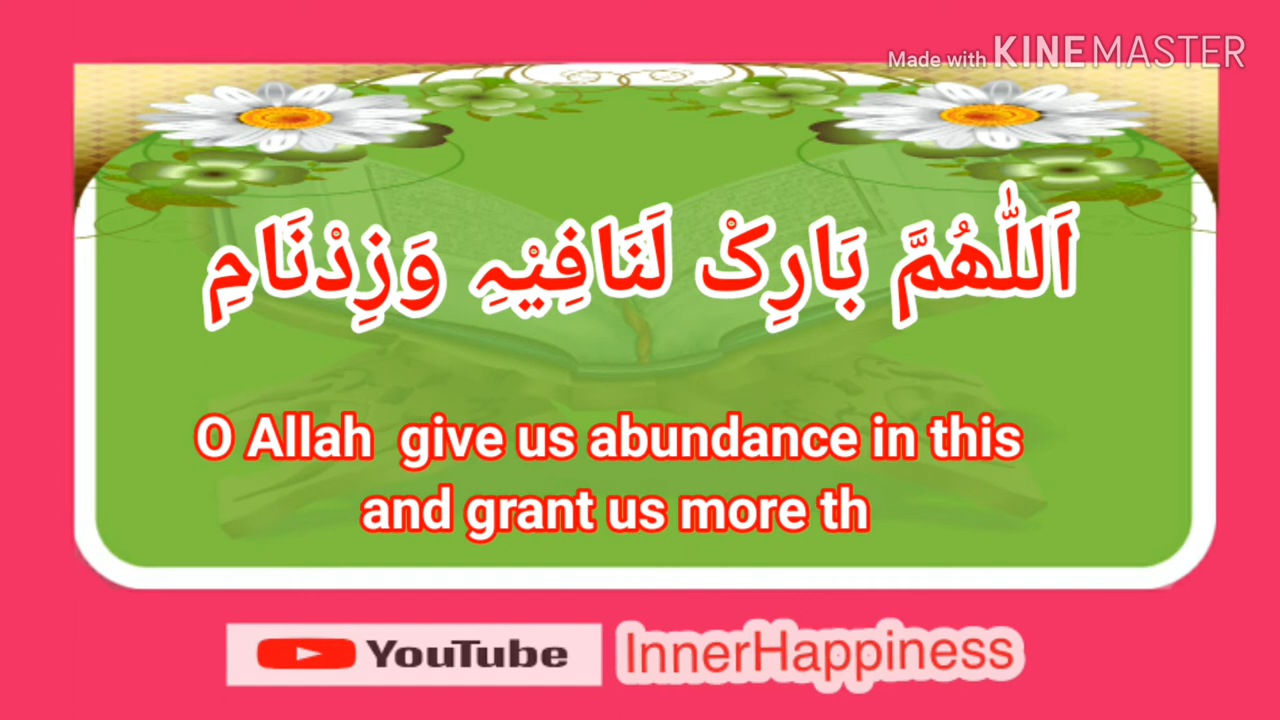 Made with KINEMASTER
اَللّٰهُمَّ بَارِكْ لَنَافِيْہِ وَزِدْنَامِ
O Allah give us abundance in this
and grant us more th
YouTube InnerHappiness